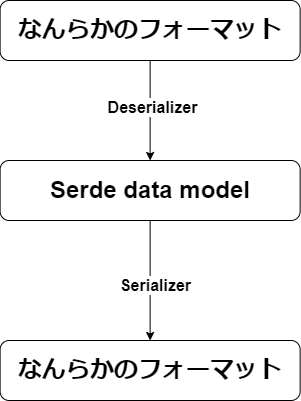 なんらかのフォーマット
Deserializer
Serde data model
Serializer
なんらかのフォーマット